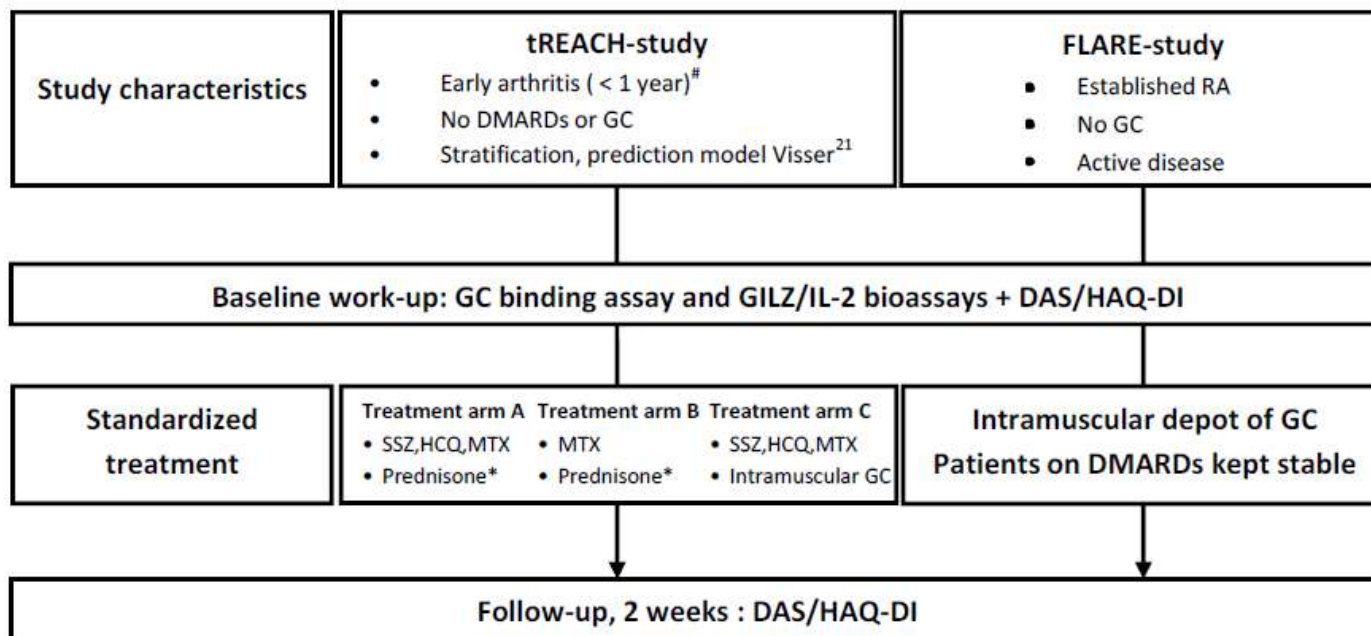 Study characteristics
tREACH-study
• Early arthritis ( < 1 year)#
• No DMARDs or GC
• Stratification, prediction model Visser21
FLARE-study
• Established RA
• No GC
• Active disease
Baseline work-up: GC binding assay and GILZ/IL-2 bioassays + DAS/HAQ-DI
Standardized
treatment
Treatment arm A
• SSZ,HCQ,MTX
• Prednisone*
Treatment arm B
• MTX
• Prednisone*
Treatment arm C
• SSZ,HCQ,MTX
• Intramuscular GC
Intramuscular depot of GC
Patients on DMARDs kept stable
Follow-up, 2 weeks : DAS/HAQ-DI